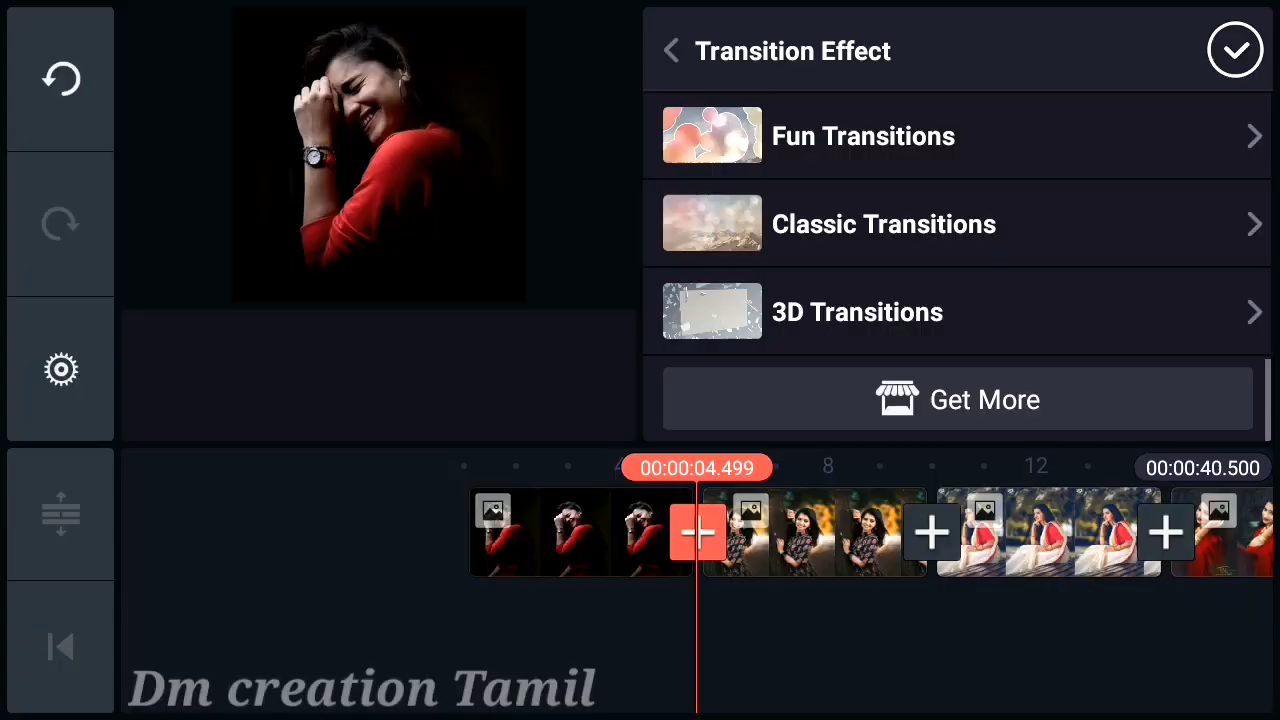 Transition Effect
Fun Transitions
Classic Transitions
3D Transitions
Get More
00:00:04.499
8
12
00:00:40.500
Dm creation Tamil